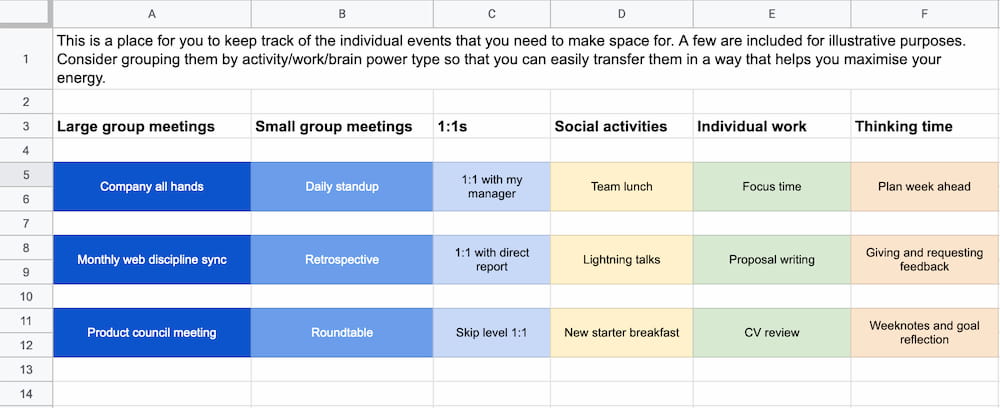 A B C D E F
1
This is a place for you to keep track of the individual events that you need to make space for. A few are included for illustrative purposes.
Consider grouping them by activity/work/brain power type so that you can easily transfer them in a way that helps you maximise your
energy.
2
3 Large group meetings Small group meetings 1:1s Social activities Individual work Thinking time
4
5
6
Company all hands
Daily standup
1:1 with my
manager
Team lunch
Focus time
Plan week ahead
7
8
9
Monthly web discipline sync
Retrospective
1:1 with direct
report
Lightning talks
Proposal writing
Giving and requesting
feedback
10
11
12
Product council meeting
Roundtable
Skip level 1:1
New starter breakfast
CV review
Weeknotes and goal
reflection
13
14